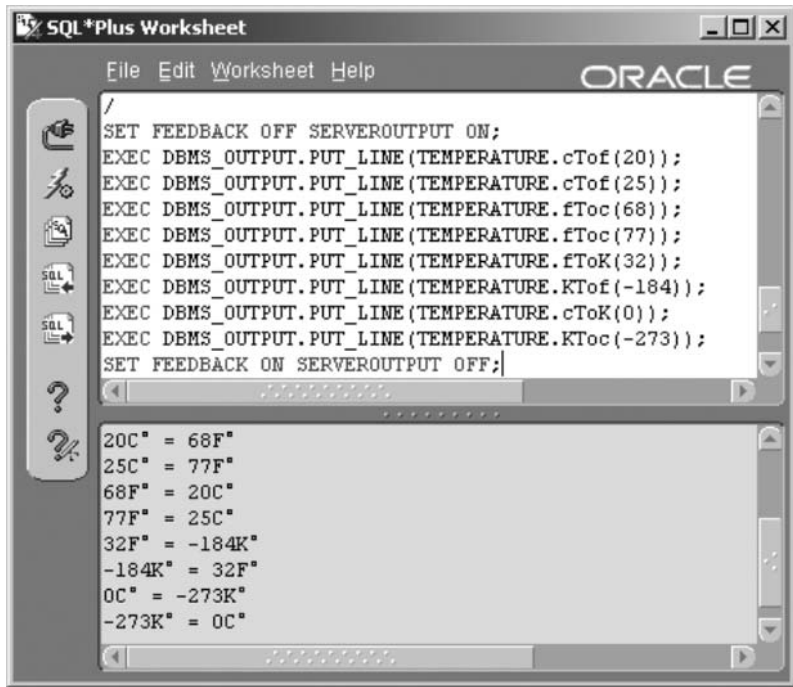 SQL*Plus Worksheet
File Edit Worksheet Help
ORACLE
/
SET FEEDBACK OFF SERVEROUTPUT ON;
EXEC DBMS_OUTPUT.PUT_LINE(TEMPERATURE.cTof(20));
EXEC DBMS_OUTPUT.PUT_LINE(TEMPERATURE.cTof(25));
EXEC DBMS_OUTPUT.PUT_LINE(TEMPERATURE.fToc(68));
EXEC DBMS_OUTPUT.PUT_LINE(TEMPERATURE.fToc(77));
EXEC DBMS_OUTPUT.PUT_LINE(TEMPERATURE.fToK(32));
EXEC DBMS_OUTPUT.PUT_LINE(TEMPERATURE.KTof(-184));
EXEC DBMS_OUTPUT.PUT_LINE(TEMPERATURE.cToK(0));
EXEC DBMS_OUTPUT.PUT_LINE(TEMPERATURE.KToc(-273));
SET FEEDBACK ON SERVEROUTPUT OFF;
SQL
SQL
20C° = 68F°
25C° = 77F°
68F° = 20C°
77F° = 25C°
32F° = -184K°
-184K° = 32F°
0C° = -273K°
-273K° = 0C°